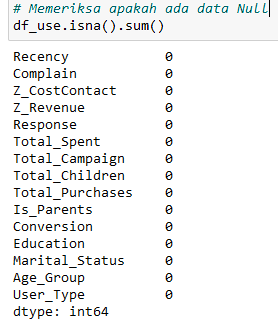 # Memeriksa apakah ada data Null
df_use.isna().sum()
Recency 0
Complain 0
Z_CostContact 0
Z_Revenue 0
Response 0
Total_Spent 0
Total_Campaign 0
Total_Children 0
Total_Purchases 0
Is_Parents 0
Conversion 0
Education 0
Marital_Status 0
Age_Group 0
User_Type 0
dtype: int64